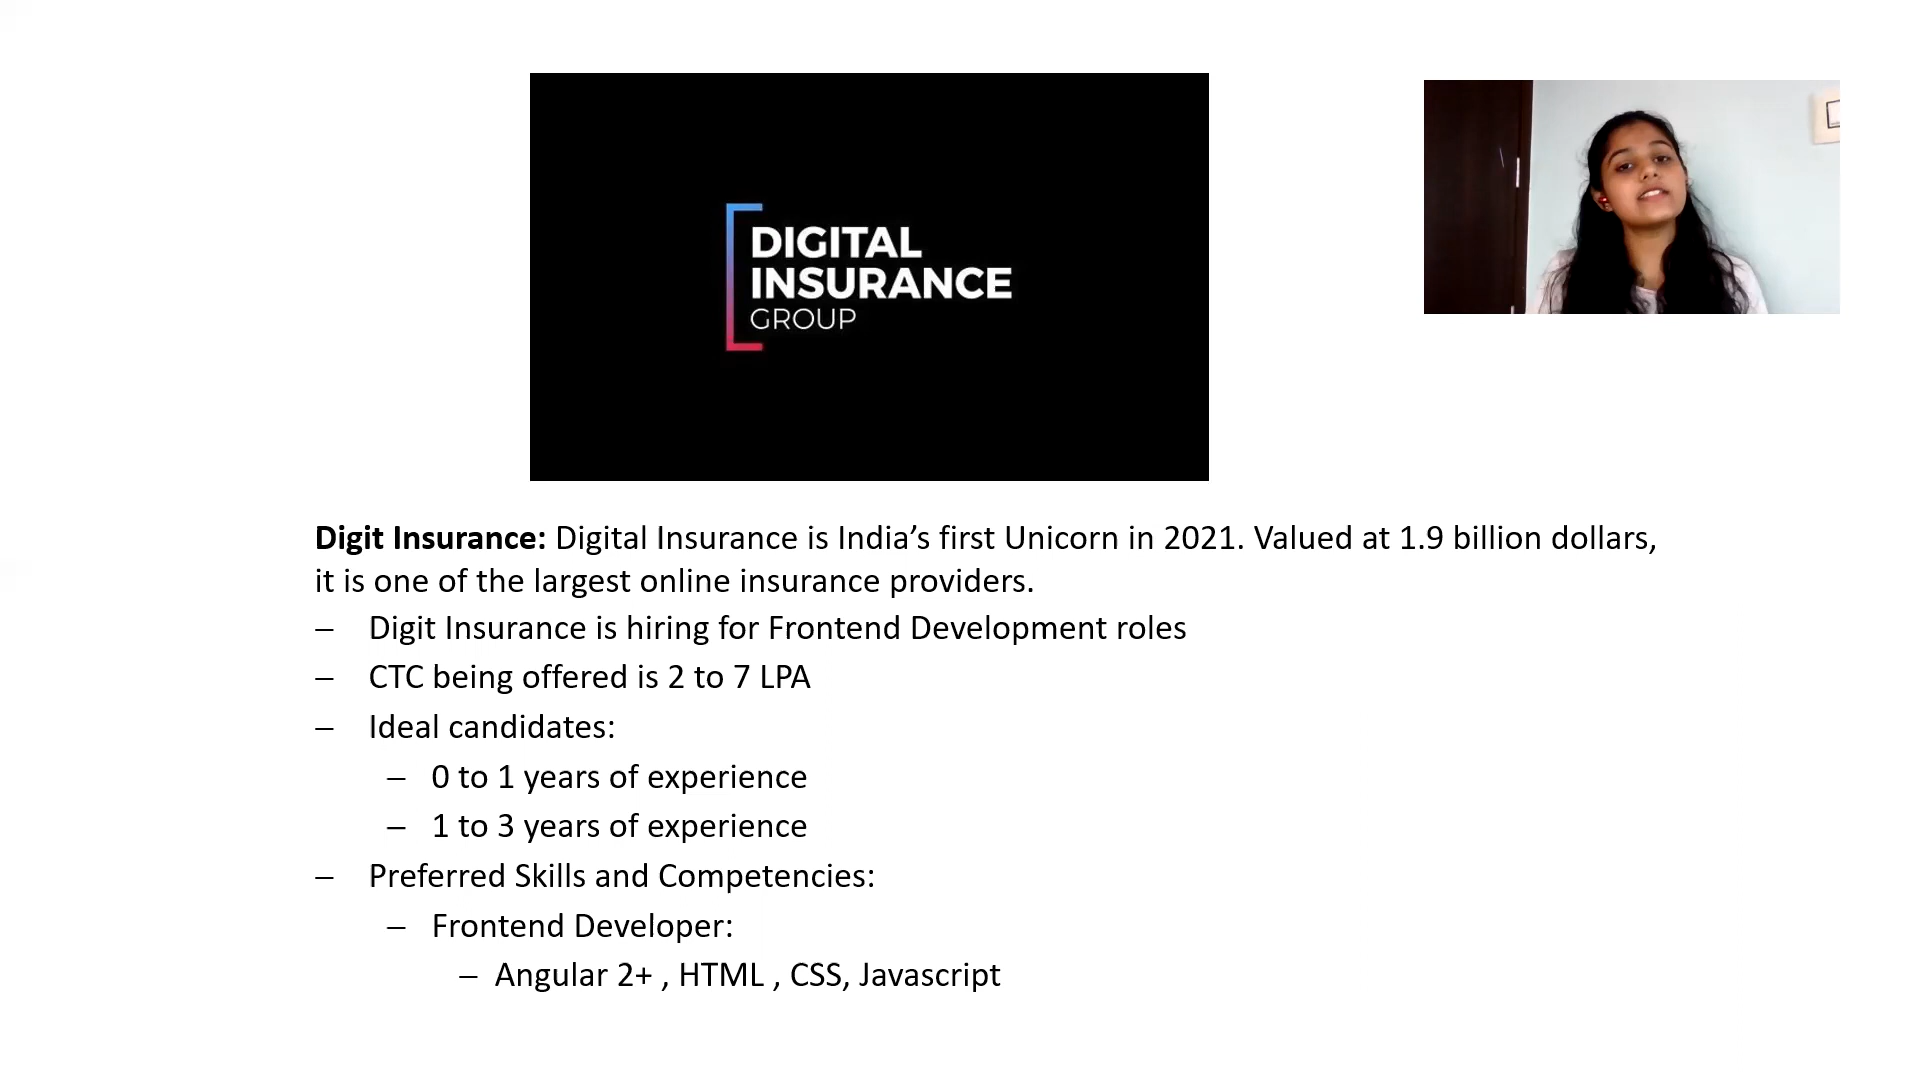 DIGITAL
INSURANCE
GROUP
Digit Insurance: Digital Insurance is India’s first Unicorn in 2021. Valued at 1.9 billion dollars,
it is one of the largest online insurance providers.
– Digit Insurance is hiring for Frontend Development roles
– CTC being offered is 2 to 7 LPA
– Ideal candidates:
– 0 to 1 years of experience
– 1 to 3 years of experience
– Preferred Skills and Competencies:
– Frontend Developer:
– Angular 2+ , HTML , CSS, Javascript